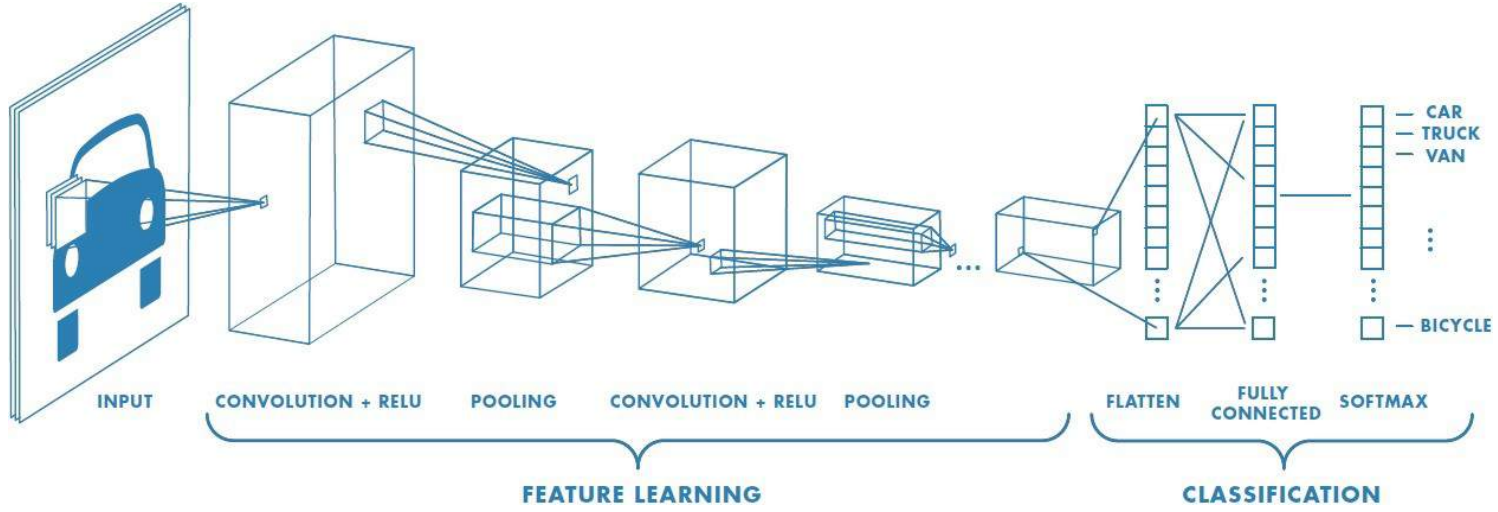 CAR
TRUCK
VAN
BICYCLE
INPUT
CONVOLUTION + RELU
POOLING
CONVOLUTION + RELU
POOLING
FLATTEN
FULLY
CONNECTED
SOFTMAX
FEATURE LEARNING
CLASSIFICATION